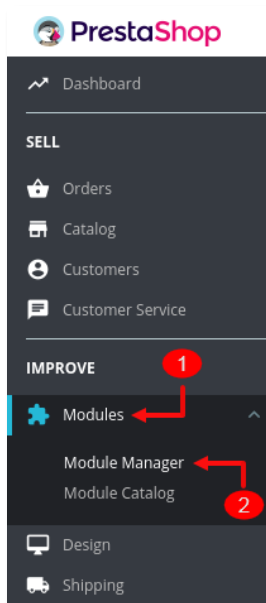 PrestaShop
Dashboard
SELL
Orders
Catalog
Customers
Customer Service
IMPROVE
1
Modules
Module Manager
Module Catalog
2
Design
Shipping